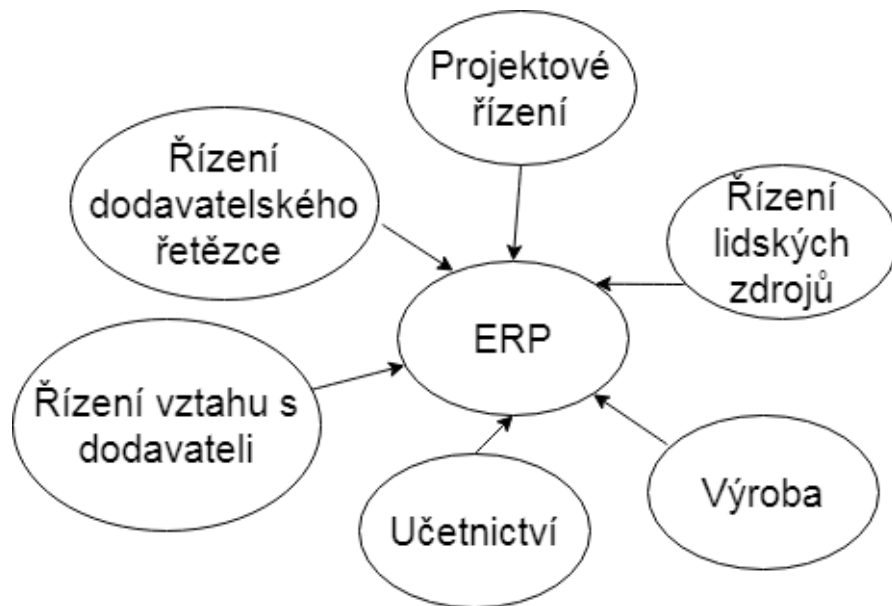 Projektové
řízení
Řízení
dodavatelského
řetězce
Řízení
lidských
zdrojů
ERP
Řízení vztahu s
dodavateli
Výroba
Učetnictví